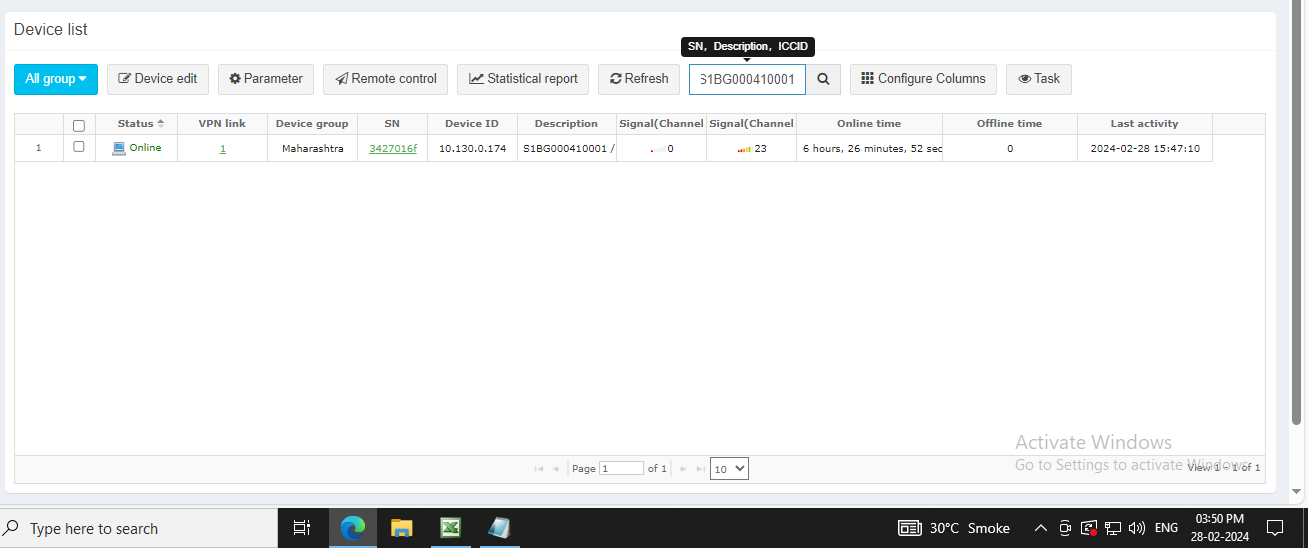 Device list
SN, Description, ICCID
All group Device edit Parameter Remote control Statistical report Refresh S1BG000410001 Configure Columns Task
Status VPN link Device group SN Device ID Description Signal(Channel Signal(Channel Online time Offline time Last activity
1 Online 1 Maharashtra 3427016f 10.130.0.174 S1BG000410001 / 0 23 6 hours, 26 minutes, 52 sec 0 2024-02-28 15:47:10
Activate Windows
Go to Settings to activate Windows.
Page 1 of 1 10 View 1 - 1 of 1
Type here to search 30°C Smoke ENG 03:50 PM
28-02-2024